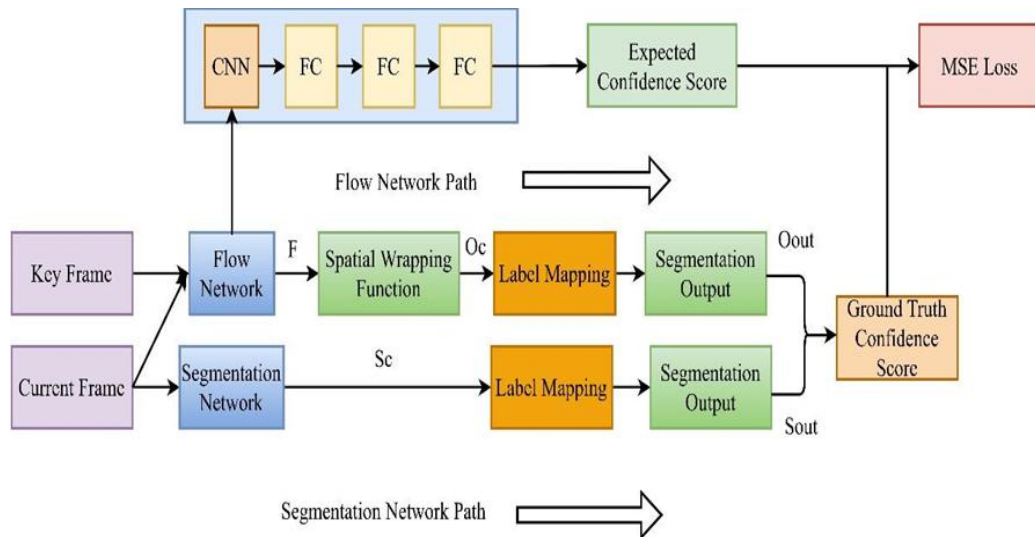 CNN
FC
FC
FC
Expected
Confidence Score
MSE Loss
Flow Network Path
Key Frame
Flow
Network
F
Spatial Wrapping
Function
Oc
Label Mapping
Segmentation
Output
Oout
Ground Truth
Confidence
Score
Current Frame
Segmentation
Network
Sc
Label Mapping
Segmentation
Output
Sout
Segmentation Network Path